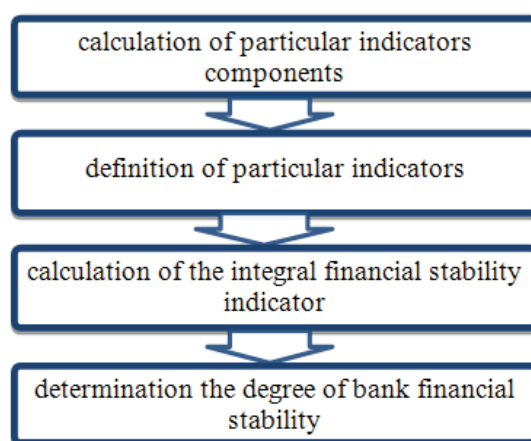 calculation of particular indicators
components
definition of particular indicators
calculation of the integral financial stability
indicator
determination the degree of bank financial
stability